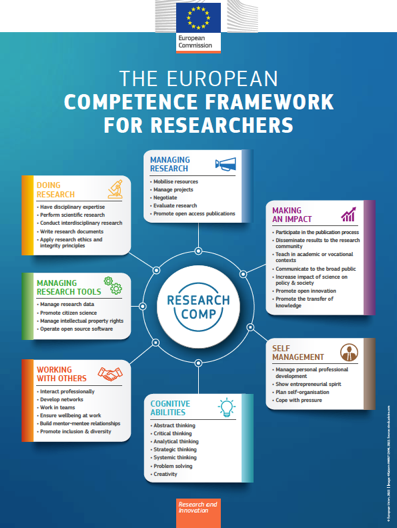 European
Commission
THE EUROPEAN
COMPETENCE FRAMEWORK
FOR RESEARCHERS
MANAGING
RESEARCH
• Mobilise resources
• Manage projects
• Negotiate
• Evaluate research
• Promote open access publications
DOING
RESEARCH
• Have disciplinary expertise
• Perform scientific research
• Conduct interdisciplinary research
• Write research documents
• Apply research ethics and
integrity principles
MAKING
AN IMPACT
• Participate in the publication process
• Disseminate results to the research
community
• Teach in academic or vocational
contexts
• Communicate to the broad public
• Increase impact of science on
policy & society
• Promote open innovation
• Promote the transfer of
knowledge
MANAGING
RESEARCH TOOLS
• Manage research data
• Promote citizen science
• Manage intellectual property rights
• Operate open source software
RESEARCH
COMP
SELF
MANAGEMENT
• Manage personal professional
development
• Show entrepreneurial spirit
• Plan self-organisation
• Cope with pressure
WORKING
WITH OTHERS
• Interact professionally
• Develop networks
• Work in teams
• Ensure wellbeing at work
• Build mentor-mentee relationships
• Promote inclusion & diversity
COGNITIVE
ABILITIES
• Abstract thinking
• Critical thinking
• Analytical thinking
• Strategic thinking
• Systemic thinking
• Problem solving
• Creativity
Research and
Innovation